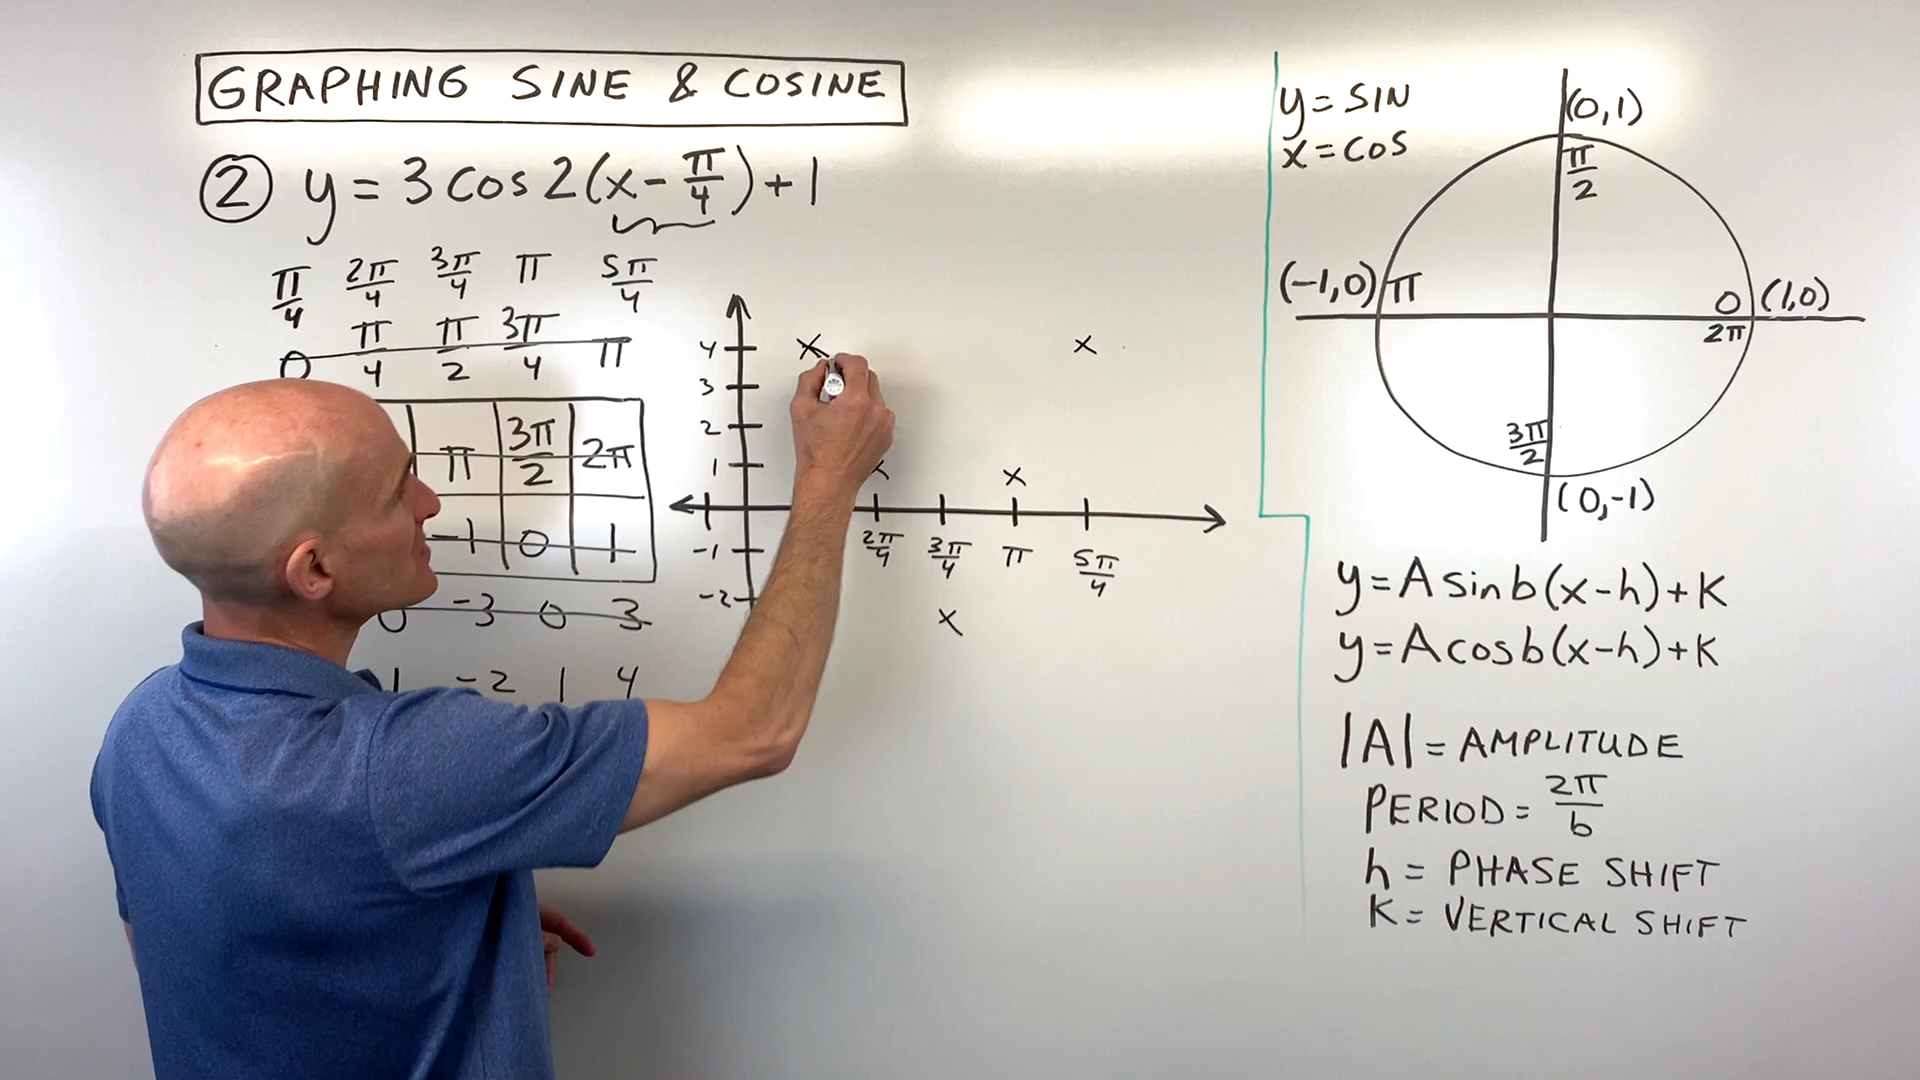 GRAPHING SINE & COSINE
② y = 3 cos 2(x - π/4) + 1
π/4 2π/4 3π/4 π 5π/4
0 π/4 π/2 3π/4 π
π 3π/2 2π
-1 0 1
0 -3 0 3
1 -2 1 4
4
3
2
1
-1
-2
2π/4 3π/4 π 5π/4
y = SIN
x = COS
(0,1)
π/2
(-1,0) π
0 (1,0)
2π
3π/2
(0,-1)
y = A sin b(x-h)+K
y = A cos b(x-h)+K
|A| = AMPLITUDE
PERIOD = 2π/b
h = PHASE SHIFT
K = VERTICAL SHIFT